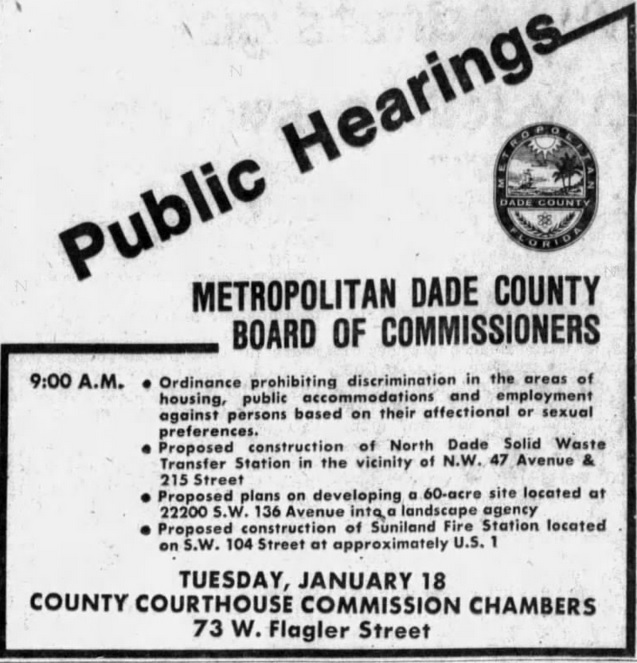 Public Hearings
METROPOLITAN
DADE COUNTY
FLORIDA
METROPOLITAN DADE COUNTY
BOARD OF COMMISSIONERS
9:00 A.M. • Ordinance prohibiting discrimination in the areas of
housing, public accommodations and employment
against persons based on their affectional or sexual
preferences.
• Proposed construction of North Dade Solid Waste
Transfer Station in the vicinity of N.W. 47 Avenue &
215 Street
• Proposed plans on developing a 60-acre site located at
22200 S.W. 136 Avenue into a landscape agency
• Proposed construction of Suniland Fire Station located
on S.W. 104 Street at approximately U.S. 1
TUESDAY, JANUARY 18
COUNTY COURTHOUSE COMMISSION CHAMBERS
73 W. Flagler Street